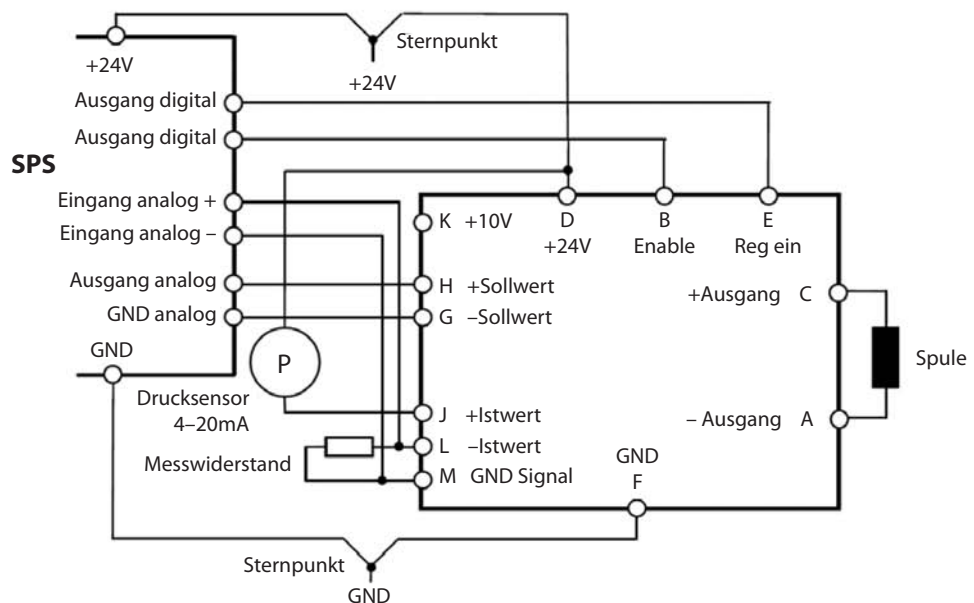 Sternpunkt
+24V
+24V
Ausgang digital
Ausgang digital
SPS
Eingang analog +
Eingang analog –
Ausgang analog
GND analog
GND
Drucksensor
4–20mA
P
Messwiderstand
K +10V
D
+24V
B
Enable
E
Reg ein
H +Sollwert
G –Sollwert
+Ausgang C
Spule
J +Istwert
L –Istwert
M GND Signal
– Ausgang A
GND
F
Sternpunkt
GND